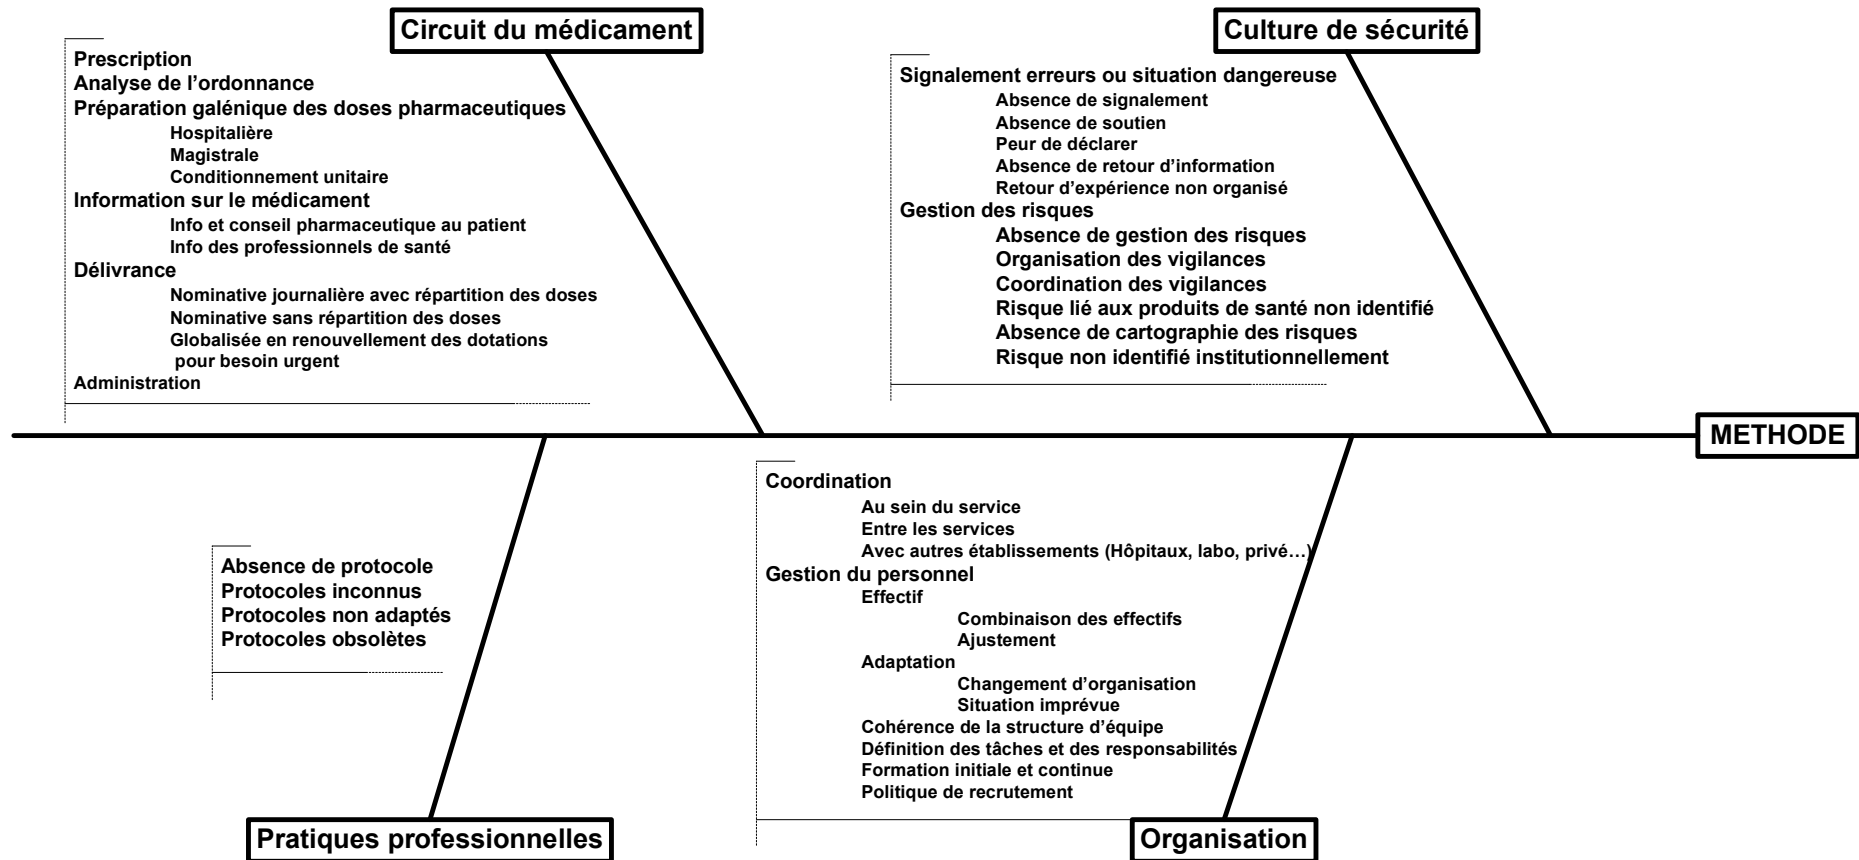 Circuit du médicament
Prescription
Analyse de l’ordonnance
Préparation galénique des doses pharmaceutiques
Hospitalière
Magistrale
Conditionnement unitaire
Information sur le médicament
Info et conseil pharmaceutique au patient
Info des professionnels de santé
Délivrance
Nominative journalière avec répartition des doses
Nominative sans répartition des doses
Globalisée en renouvellement des dotations
pour besoin urgent
Administration
Culture de sécurité
Signalement erreurs ou situation dangereuse
Absence de signalement
Absence de soutien
Peur de déclarer
Absence de retour d’information
Retour d’expérience non organisé
Gestion des risques
Absence de gestion des risques
Organisation des vigilances
Coordination des vigilances
Risque lié aux produits de santé non identifié
Absence de cartographie des risques
Risque non identifié institutionnellement
METHODE
Absence de protocole
Protocoles inconnus
Protocoles non adaptés
Protocoles obsolètes
Pratiques professionnelles
Coordination
Au sein du service
Entre les services
Avec autres établissements (Hôpitaux, labo, privé…)
Gestion du personnel
Effectif
Combinaison des effectifs
Ajustement
Adaptation
Changement d’organisation
Situation imprévue
Cohérence de la structure d’équipe
Définition des tâches et des responsabilités
Formation initiale et continue
Politique de recrutement
Organisation